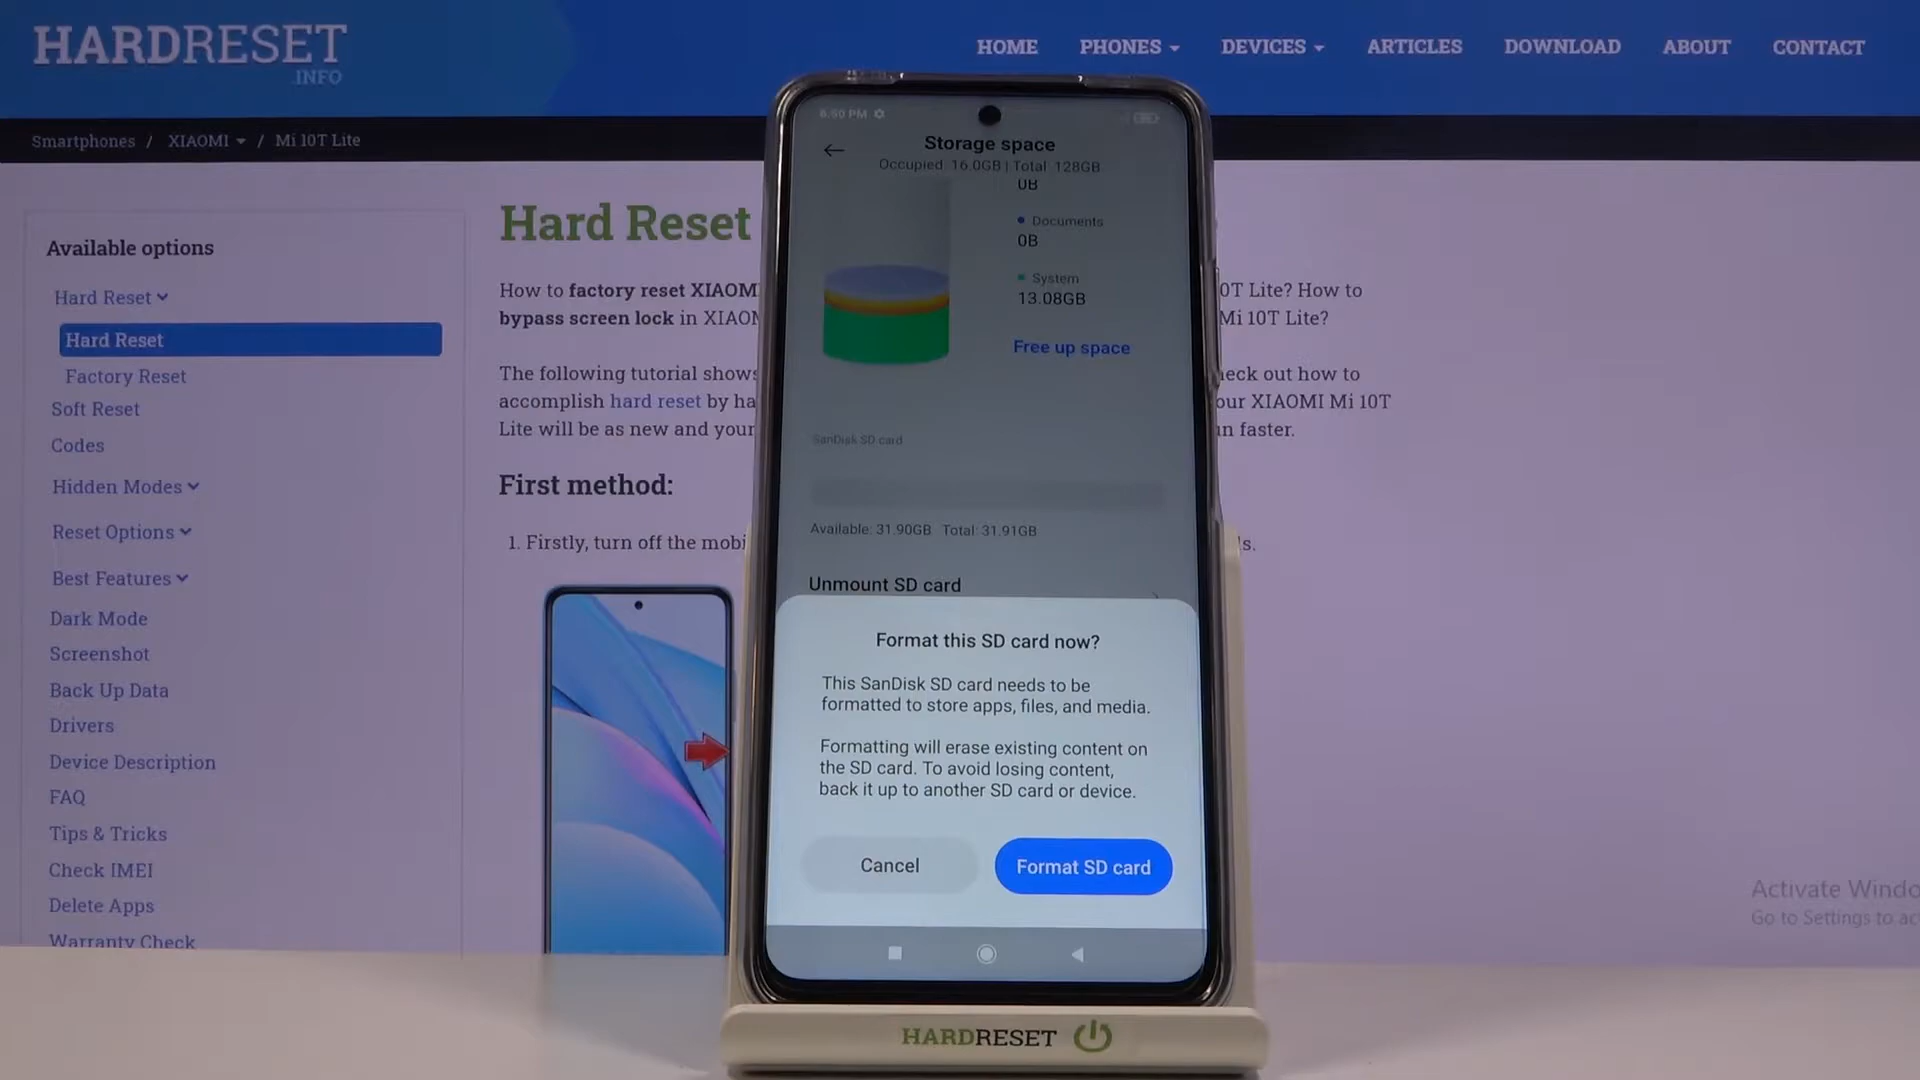 HARDRESET
.INFO
HOME
PHONES
DEVICES
ARTICLES
DOWNLOAD
ABOUT
CONTACT
Smartphones / XIAOMI / Mi 10T Lite
Available options
Hard Reset
Hard Reset
Factory Reset
Soft Reset
Codes
Hidden Modes
Reset Options
Best Features
Dark Mode
Screenshot
Back Up Data
Drivers
Device Description
FAQ
Tips & Tricks
Check IMEI
Delete Apps
Warranty Check
Hard Reset
How to factory reset XIAOM
0T Lite? How to
bypass screen lock in XIAO
Mi 10T Lite?
The following tutorial shows
eck out how to
accomplish hard reset by ha
our XIAOMI Mi 10T
Lite will be as new and your
n faster.
First method:
1. Firstly, turn off the mobi
ls.
6:50 PM
Storage space
Occupied: 16.0GB | Total: 128GB
0B
Documents
0B
System
13.08GB
Free up space
SanDisk SD card
Available: 31.90GB Total: 31.91GB
Unmount SD card
Format this SD card now?
This SanDisk SD card needs to be
formatted to store apps, files, and media.
Formatting will erase existing content on
the SD card. To avoid losing content,
back it up to another SD card or device.
Cancel
Format SD card
Activate Windo
Go to Settings to ac
HARDRESET